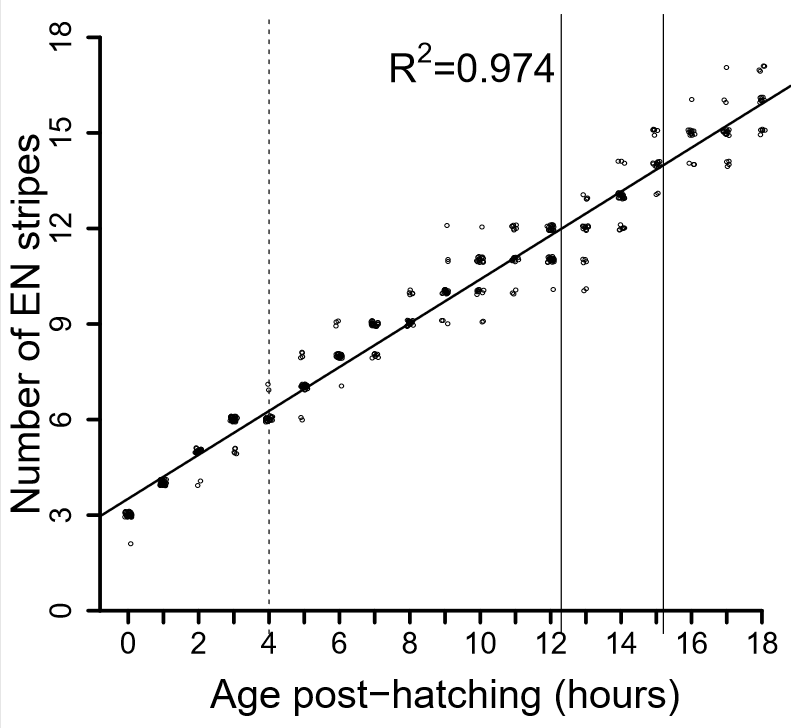 R²=0.974
Number of EN stripes
18
15
12
9
6
3
0
0 2 4 6 8 10 12 14 16 18
Age post−hatching (hours)